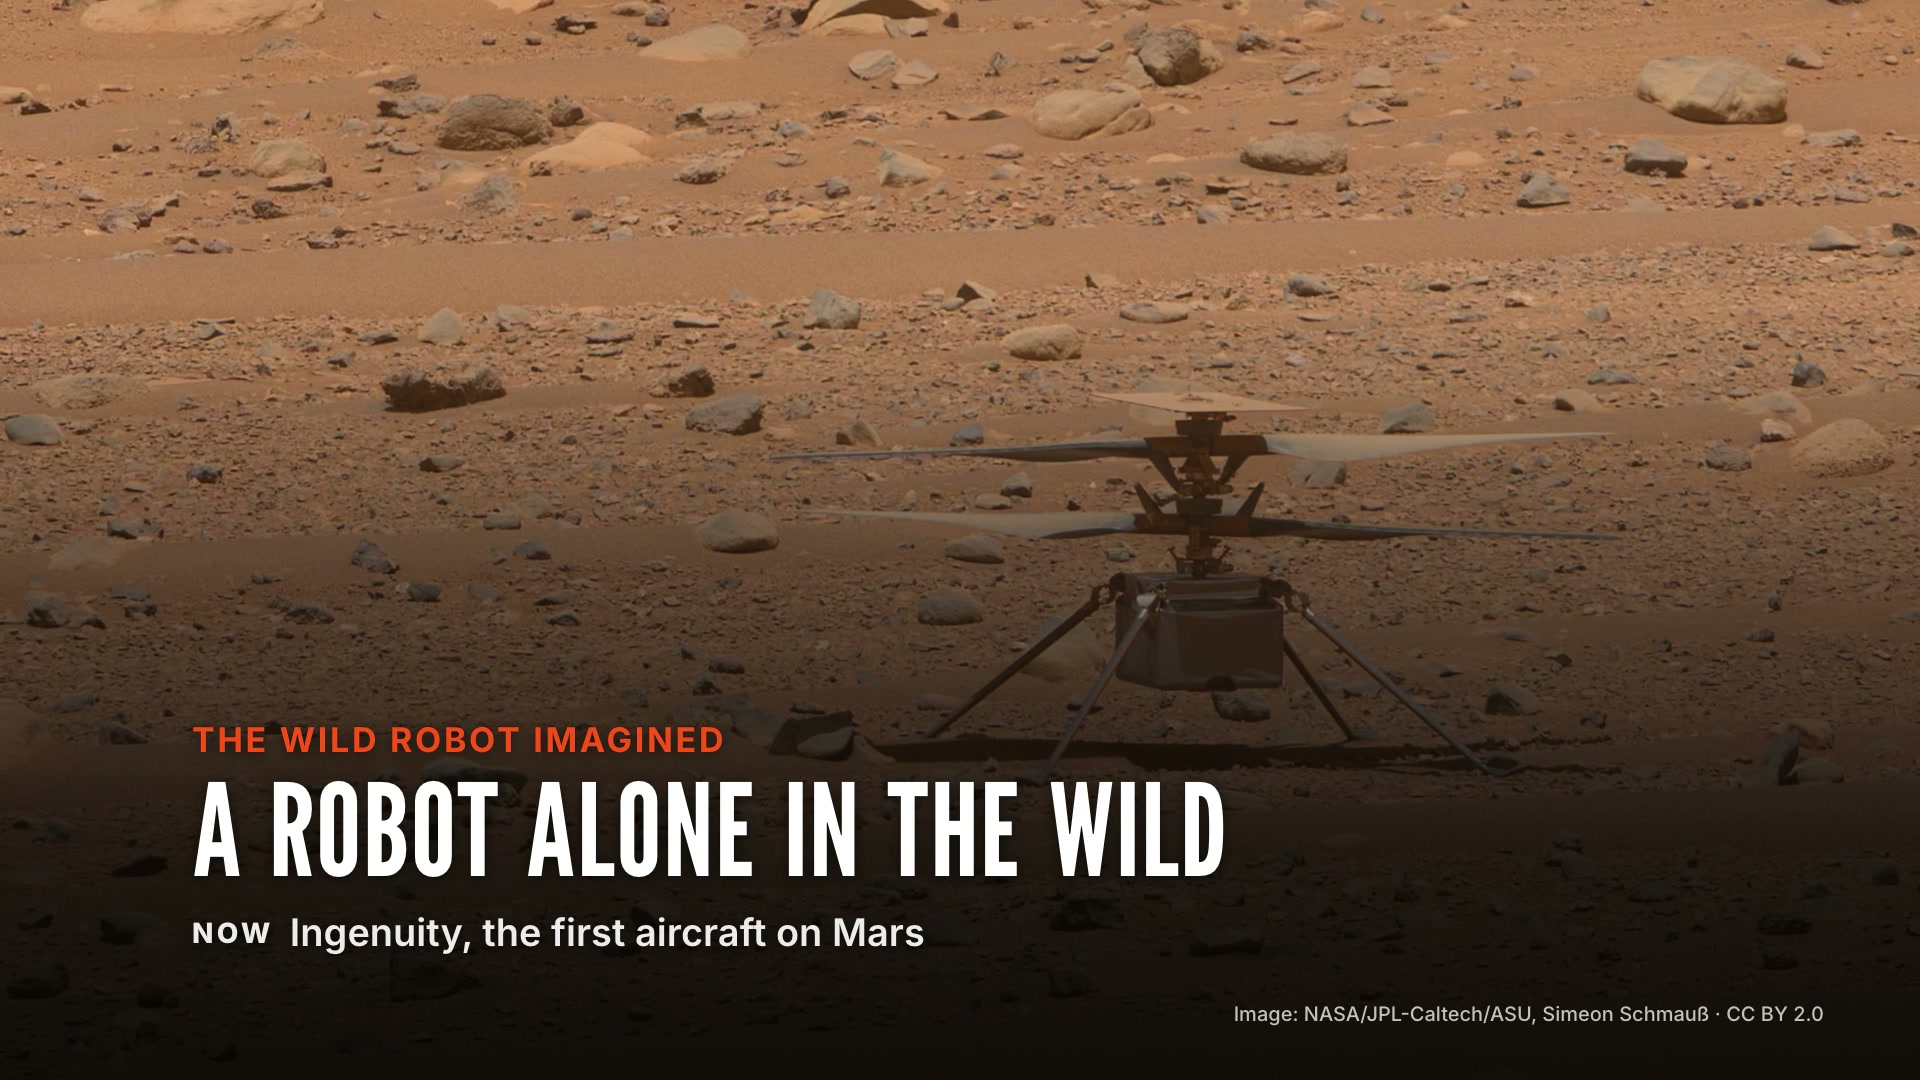 THE WILD ROBOT IMAGINED
A ROBOT ALONE IN THE WILD
NOW Ingenuity, the first aircraft on Mars
Image: NASA/JPL-Caltech/ASU, Simeon Schmauß · CC BY 2.0